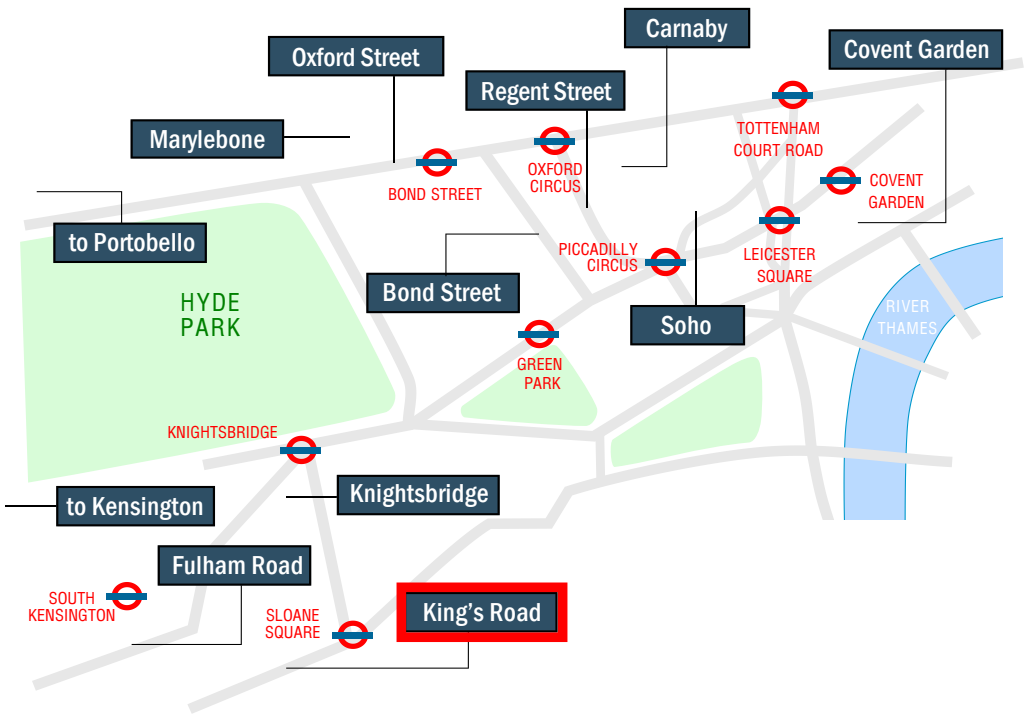 Carnaby
Oxford Street
Covent Garden
Regent Street
Marylebone
TOTTENHAM
COURT ROAD
OXFORD
CIRCUS
BOND STREET
COVENT
GARDEN
to Portobello
PICCADILLY
CIRCUS
LEICESTER
SQUARE
HYDE
PARK
Bond Street
Soho
RIVER
THAMES
GREEN
PARK
KNIGHTSBRIDGE
to Kensington
Knightsbridge
Fulham Road
SOUTH
KENSINGTON
SLOANE
SQUARE
King's Road